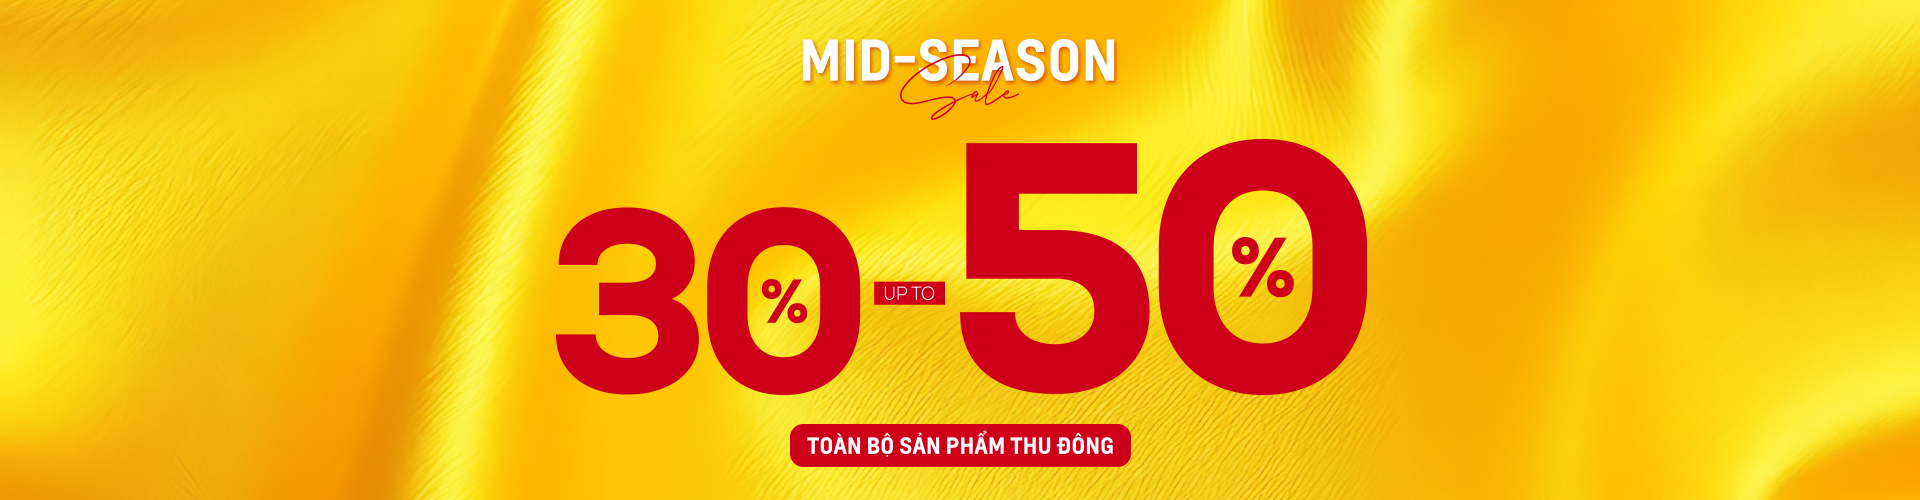 MID-SEASON
Sale
30% UP TO 50%
TOÀN BỘ SẢN PHẨM THU ĐÔNG